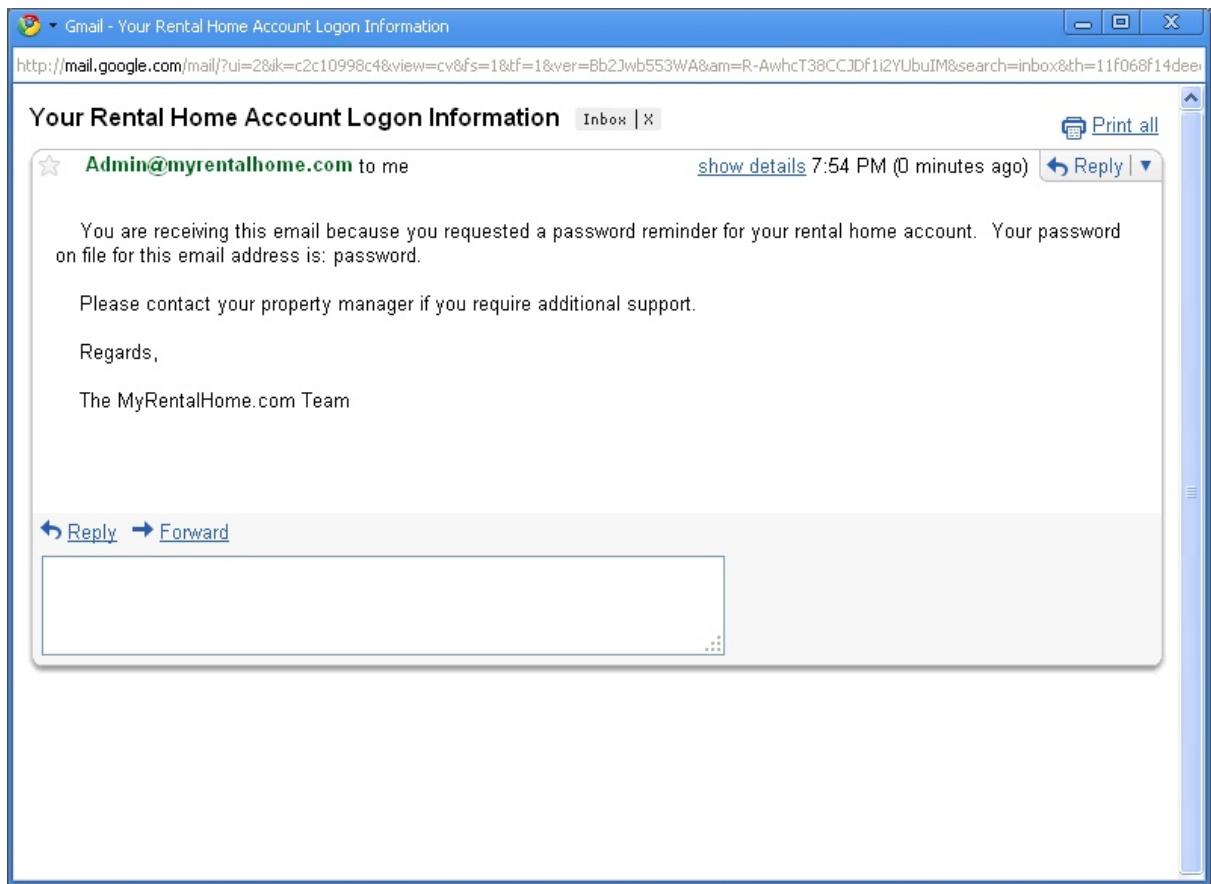 Gmail - Your Rental Home Account Logon Information
http://mail.google.com/mail/?ui=2&ik=c2c10998c4&view=cv&fs=1&tf=1&ver=Bb2Jwb553WA&am=R-AwhcT38CCJDf1i2YUbuIM&search=inbox&th=11f068f14dee
Your Rental Home Account Logon Information Inbox | X
Print all
Admin@myrentalhome.com to me show details 7:54 PM (0 minutes ago) Reply
You are receiving this email because you requested a password reminder for your rental home account. Your password
on file for this email address is: password.
Please contact your property manager if you require additional support.
Regards,
The MyRentalHome.com Team
Reply Forward